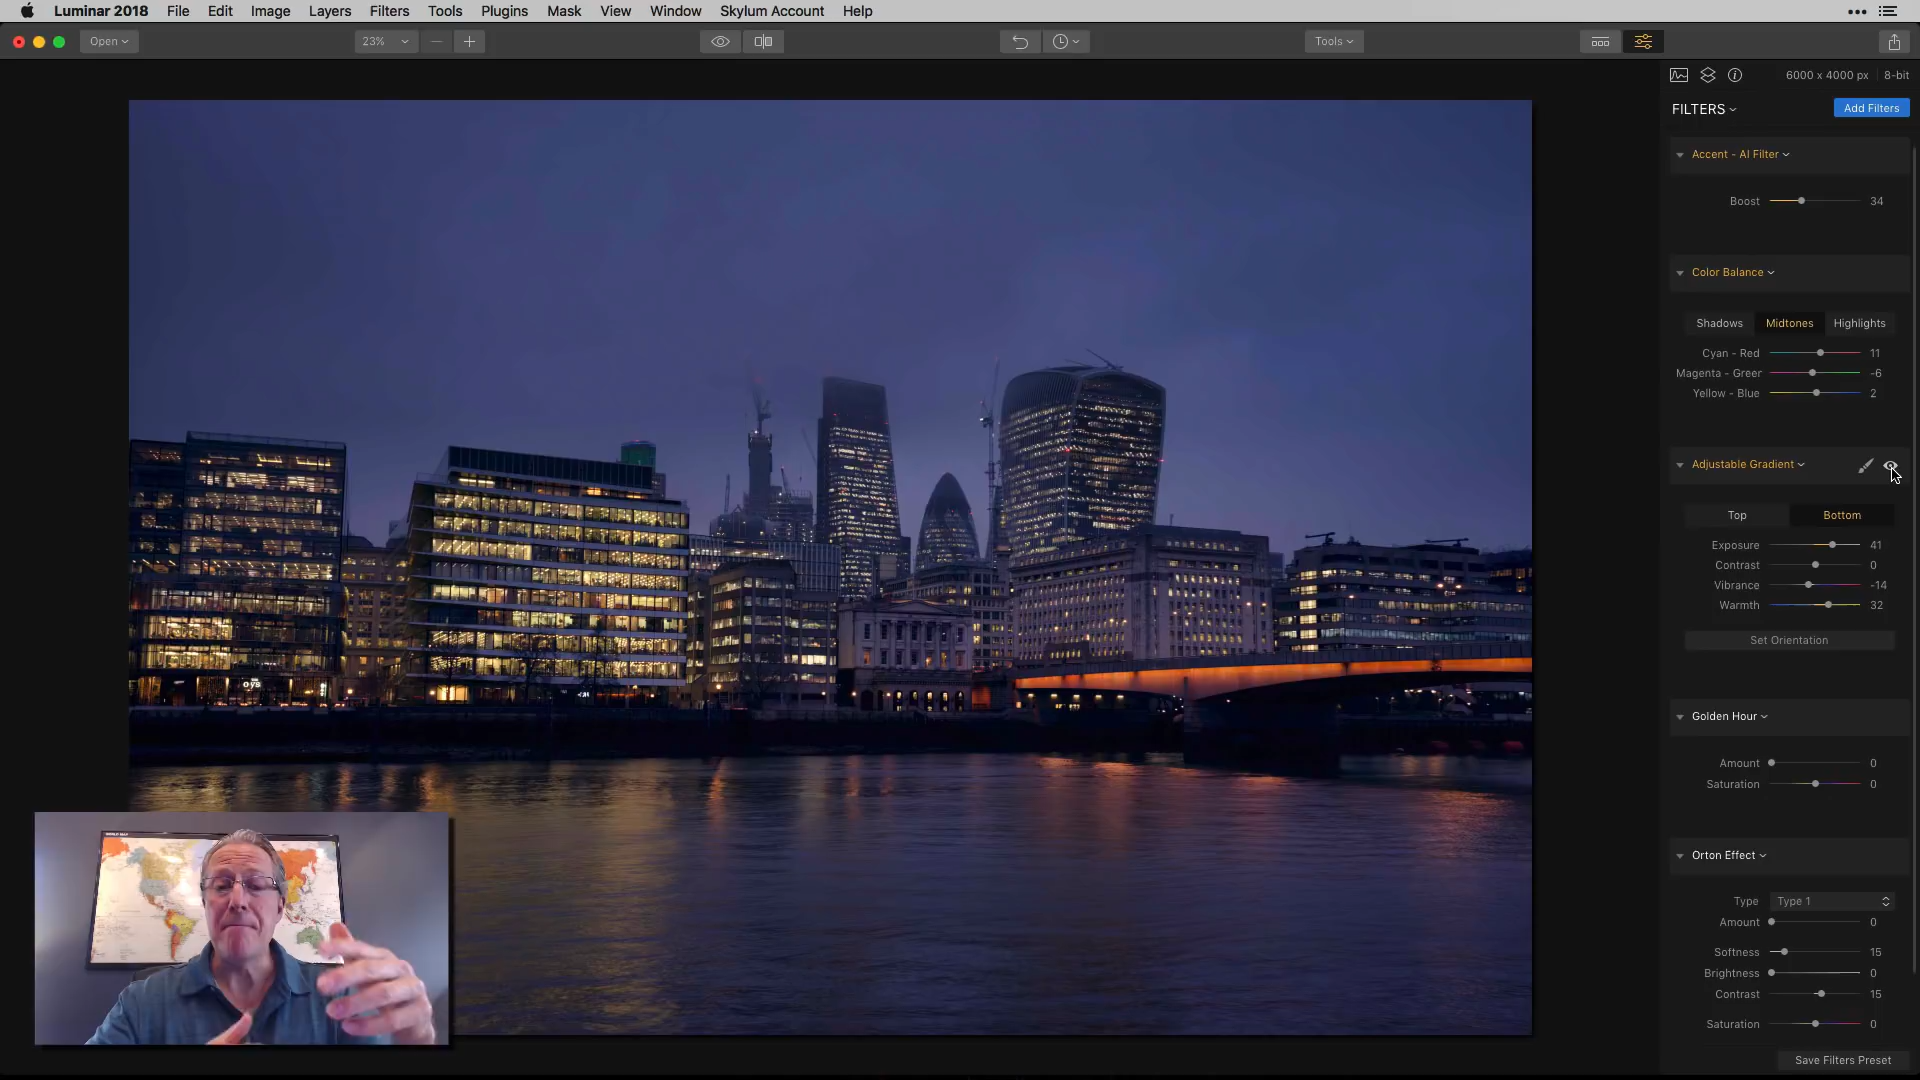 Luminar 2018 File Edit Image Layers Filters Tools Plugins Mask View Window Skylum Account Help
Open 23% Tools
6000 x 4000 px 8-bit
FILTERS Add Filters
Accent - AI Filter
Boost 34
Color Balance
Shadows Midtones Highlights
Cyan - Red 11
Magenta - Greer -6
Yellow - Blue 2
Adjustable Gradient
Top Bottom
Exposure 41
Contrast 0
Vibrance -14
Warmth 32
Set Orientation
Golden Hour
Amount 0
Saturation 0
Orton Effect
Type Type 1
Amount 0
Softness 15
Brightness 0
Contrast 15
Saturation 0
Save Filters Preset
oys